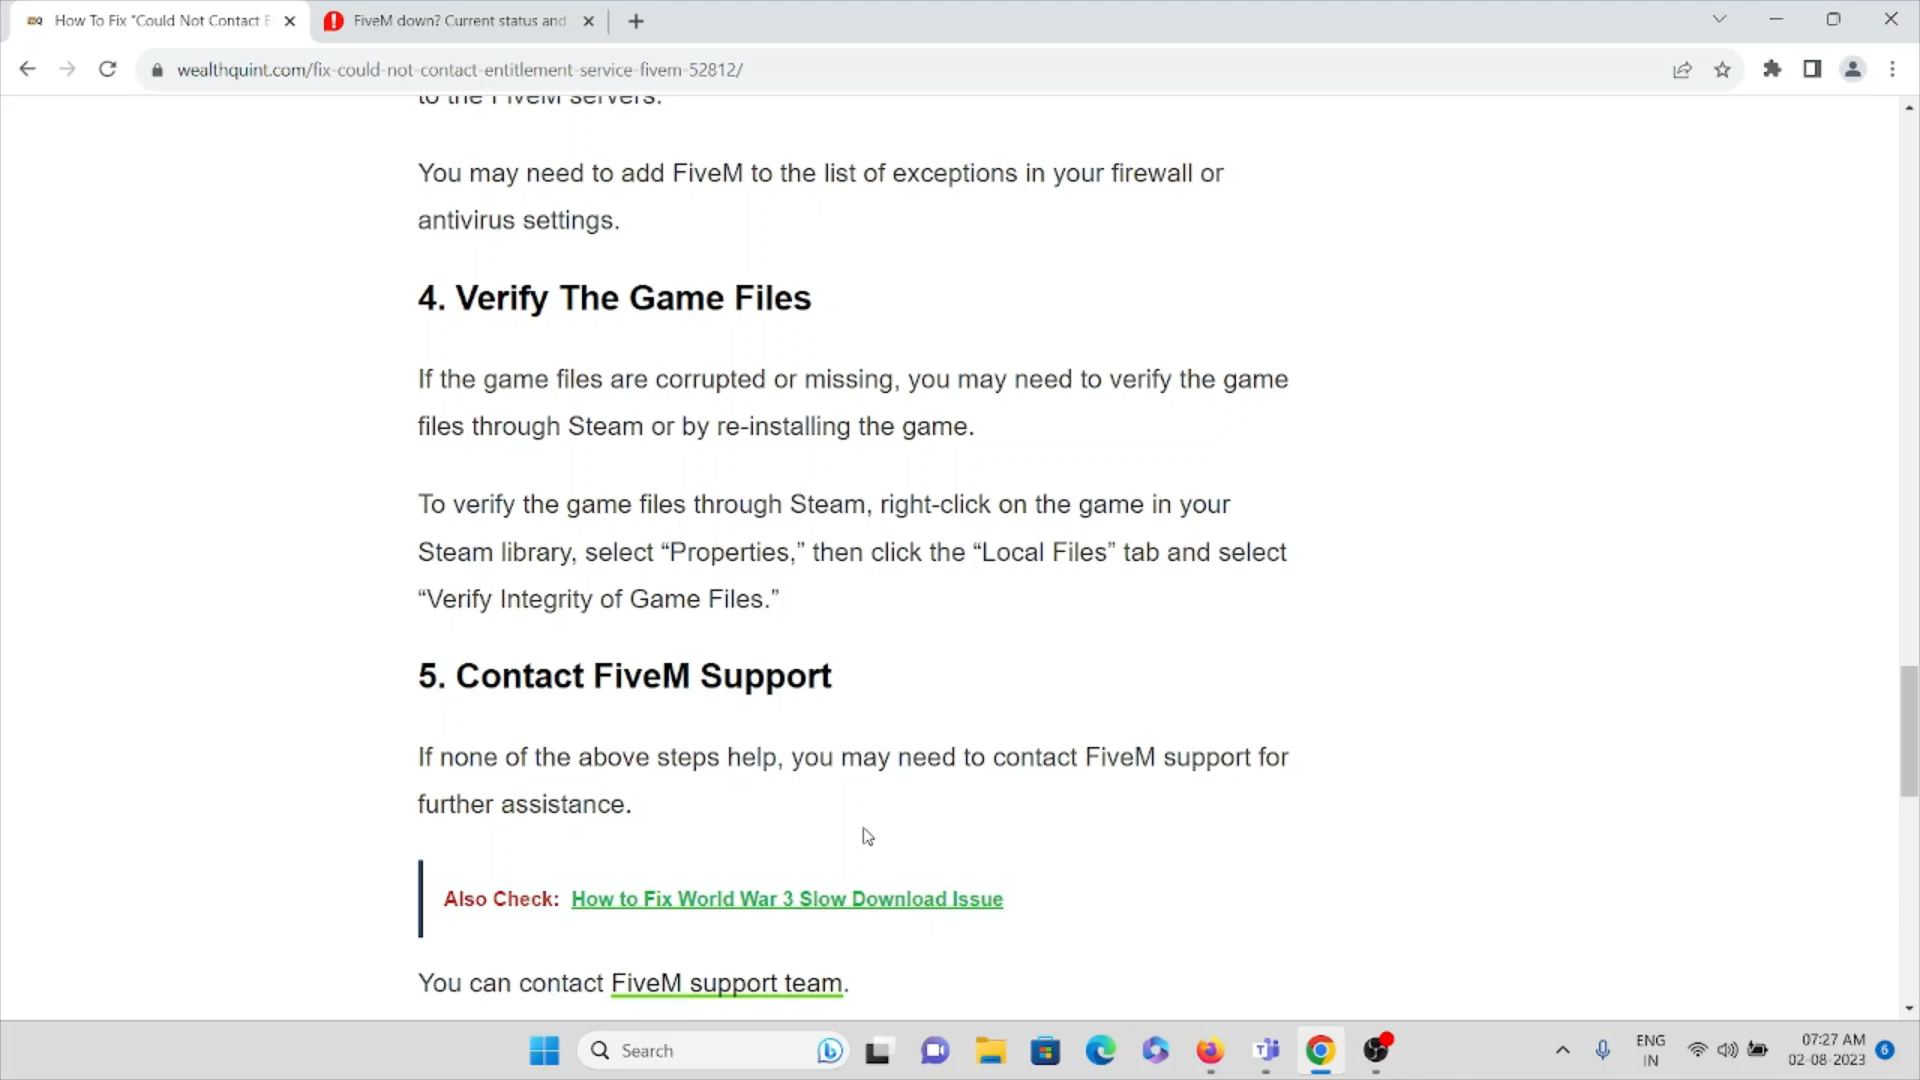 How To Fix "Could Not Contact E
FiveM down? Current status and
wealthquint.com/fix-could-not-contact-entitlement-service-fivem-52812/
to the FiveM servers.
You may need to add FiveM to the list of exceptions in your firewall or
antivirus settings.
4. Verify The Game Files
If the game files are corrupted or missing, you may need to verify the game
files through Steam or by re-installing the game.
To verify the game files through Steam, right-click on the game in your
Steam library, select “Properties,” then click the “Local Files” tab and select
“Verify Integrity of Game Files.”
5. Contact FiveM Support
If none of the above steps help, you may need to contact FiveM support for
further assistance.
Also Check: How to Fix World War 3 Slow Download Issue
You can contact FiveM support team.
Search
ENG
IN
07:27 AM
02-08-2023
6